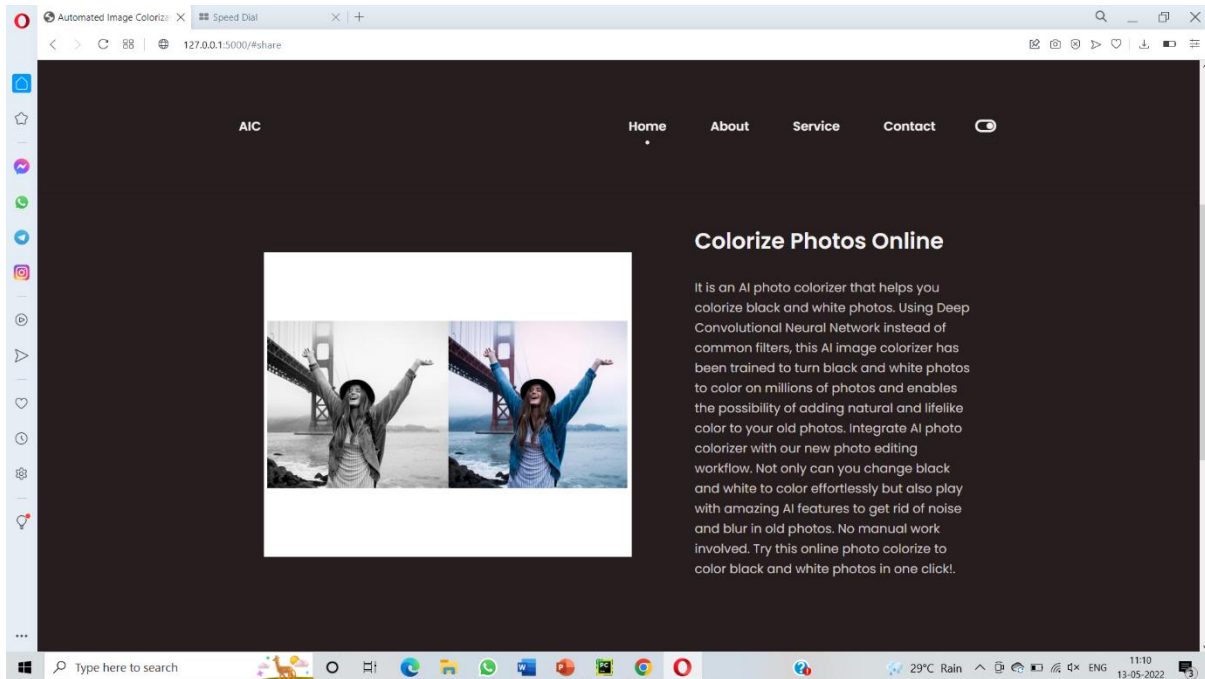 Automated Image Coloriz
Speed Dial
127.0.0.1:5000/#share
AIC
Home About Service Contact
Colorize Photos Online
It is an AI photo colorizer that helps you
colorize black and white photos. Using Deep
Convolutional Neural Network instead of
common filters, this AI image colorizer has
been trained to turn black and white photos
to color on millions of photos and enables
the possibility of adding natural and lifelike
color to your old photos. Integrate AI photo
colorizer with our new photo editing
workflow. Not only can you change black
and white to color effortlessly but also play
with amazing AI features to get rid of noise
and blur in old photos. No manual work
involved. Try this online photo colorize to
color black and white photos in one click!.
Type here to search
29°C Rain
ENG
11:10
13-05-2022
3